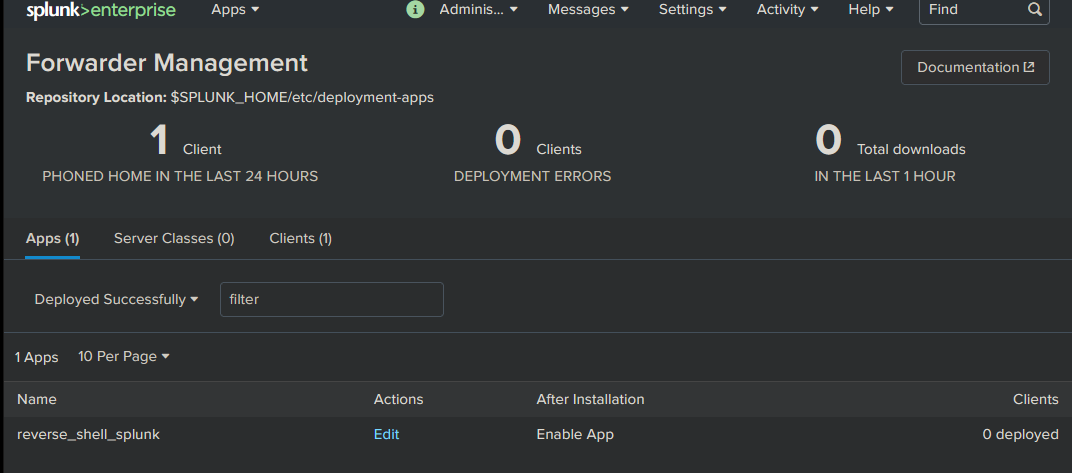 splunk>enterprise Apps i Adminis... Messages Settings Activity Help Find
Forwarder Management
Documentation
Repository Location: $SPLUNK_HOME/etc/deployment-apps
1 Client 0 Clients 0 Total downloads
PHONED HOME IN THE LAST 24 HOURS DEPLOYMENT ERRORS IN THE LAST 1 HOUR
Apps (1) Server Classes (0) Clients (1)
Deployed Successfully filter
1 Apps 10 Per Page
Name Actions After Installation Clients
reverse_shell_splunk Edit Enable App 0 deployed